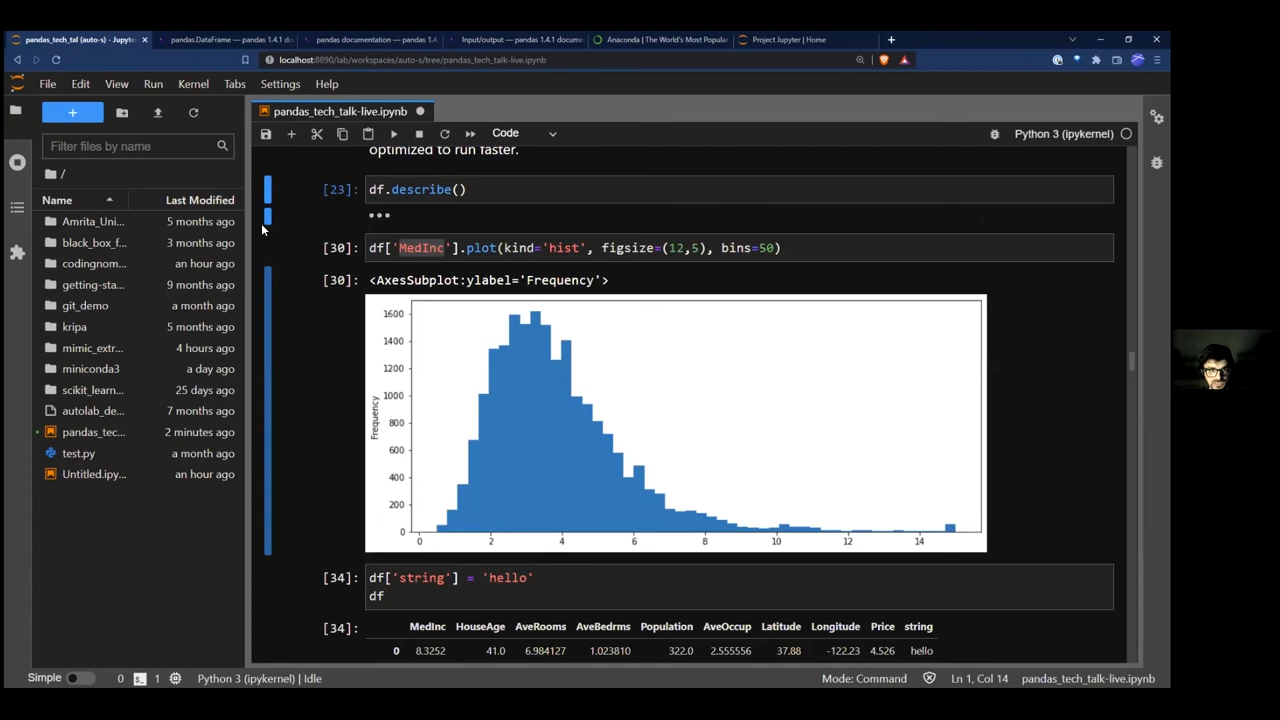 pandas_tech_tal (auto-s) - Jupyte
pandas.DataFrame — pandas 1.4.1 do
pandas documentation — pandas 1.4.
Input/output — pandas 1.4.1 docume
Anaconda | The World's Most Popular
Project Jupyter | Home
localhost:8890/lab/workspaces/auto-s/tree/pandas_tech_talk-live.ipynb
File Edit View Run Kernel Tabs Settings Help
pandas_tech_talk-live.ipynb
Filter files by name
Code
Python 3 (ipykernel)
/
Name Last Modified
Amrita_Uni... 5 months ago
black_box_f... 3 months ago
codingnom... an hour ago
getting-sta... 9 months ago
git_demo a month ago
kripa 5 months ago
mimic_extr... 4 hours ago
miniconda3 a day ago
scikit_learn... 25 days ago
autolab_de... 7 months ago
pandas_tec... 2 minutes ago
test.py a month ago
Untitled.ipy... an hour ago
optimized to run faster.
[23]: df.describe()
•••
[30]: df['MedInc'].plot(kind='hist', figsize=(12,5), bins=50)
[30]: <AxesSubplot:ylabel='Frequency'>
1600
1400
1200
1000
800
600
400
200
0
Frequency
0 2 4 6 8 10 12 14
[34]: df['string'] = 'hello'
df
[34]:
MedInc HouseAge AveRooms AveBedrms Population AveOccup Latitude Longitude Price string
0 8.3252 41.0 6.984127 1.023810 322.0 2.555556 37.88 -122.23 4.526 hello
Simple 0 1 Python 3 (ipykernel) | Idle Mode: Command Ln 1, Col 14 pandas_tech_talk-live.ipynb